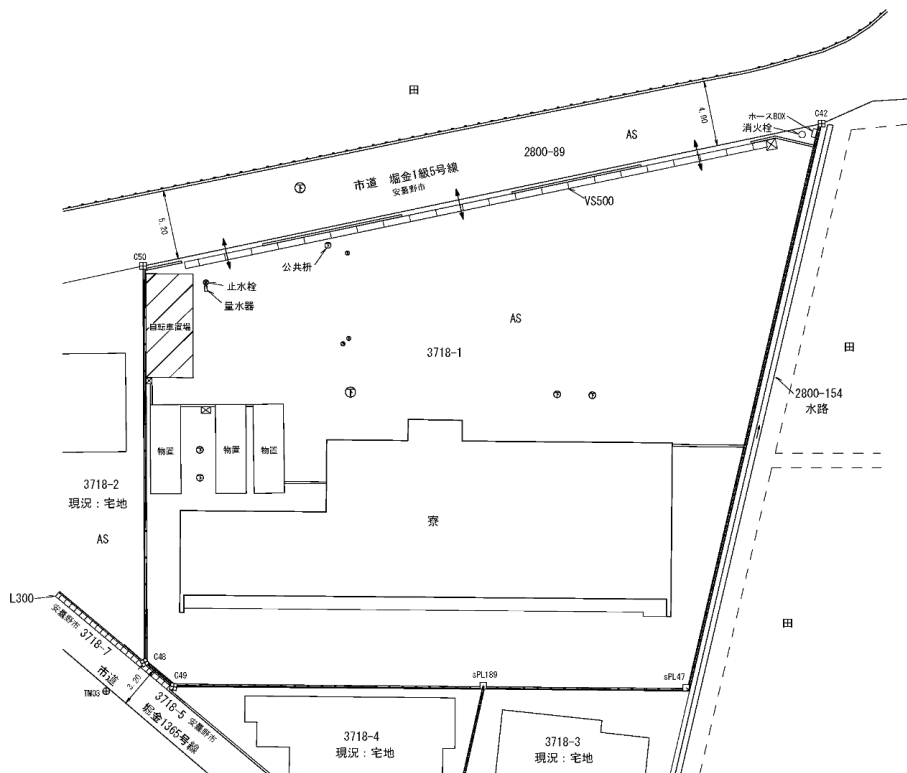 田
C42
ホースBOX
消火栓
4.90
AS
2800-89
市道 堀金1級5号線
安曇野市
VS500
5.20
C50
公共枡
止水栓
量水器
自転車置場
AS
3718-1
田
2800-154
水路
物置
物置
物置
3718-2
現況：宅地
寮
AS
L300
安曇野市
3718-7
市道
C48
C49
sPL189
sPL47
田
TM03
3.20
3718-5
安曇野市
堀金1365号線
3718-4
現況：宅地
3718-3
現況：宅地